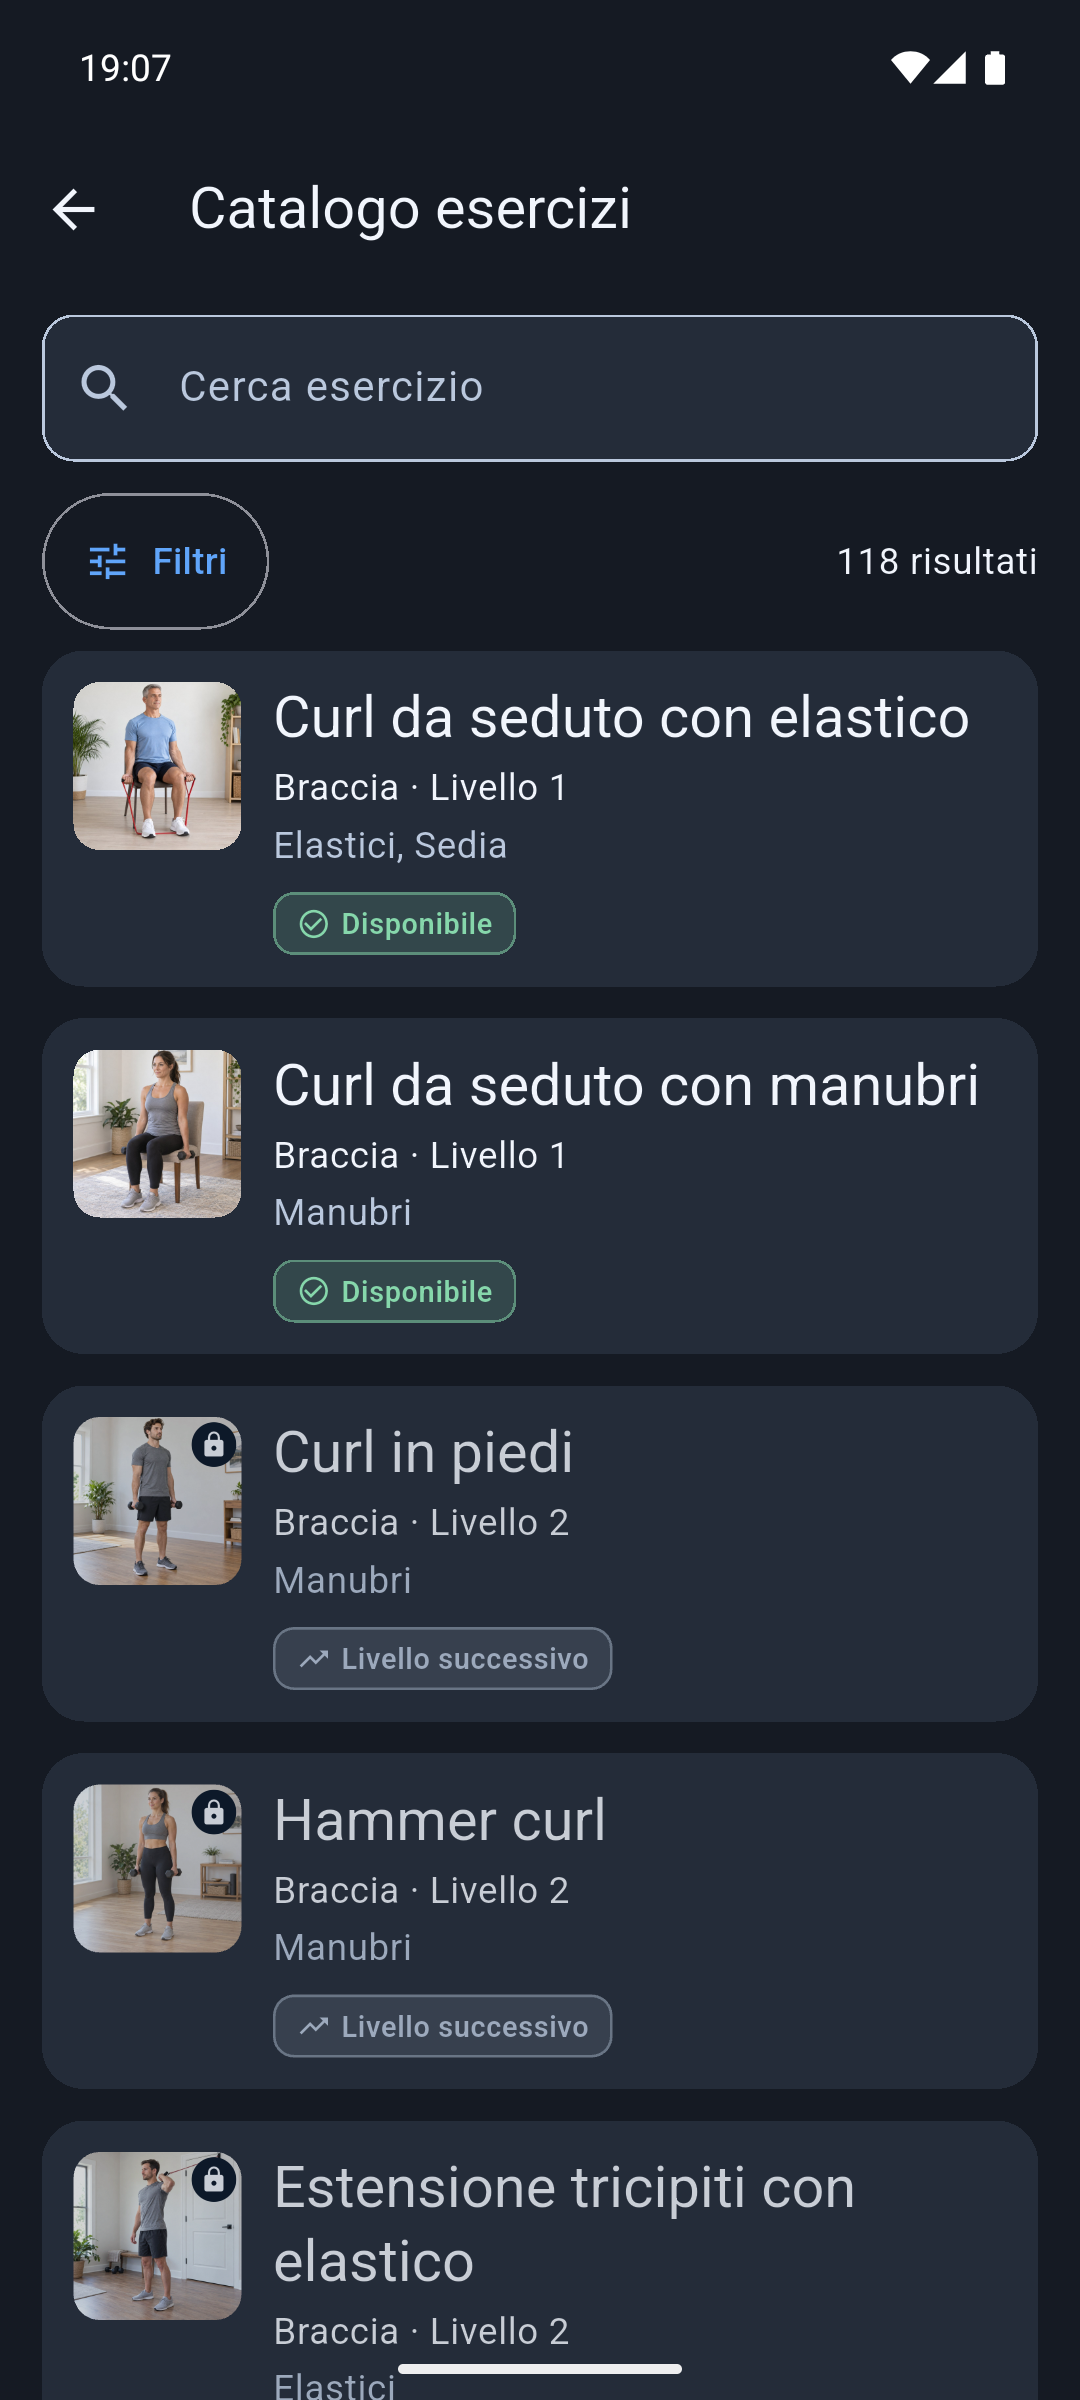 19:07
Catalogo esercizi
Cerca esercizio
Filtri
118 risultati
Curl da seduto con elastico
Braccia · Livello 1
Elastici, Sedia
Disponibile
Curl da seduto con manubri
Braccia · Livello 1
Manubri
Disponibile
Curl in piedi
Braccia · Livello 2
Manubri
Livello successivo
Hammer curl
Braccia · Livello 2
Manubri
Livello successivo
Estensione tricipiti con
elastico
Braccia · Livello 2
Elastici